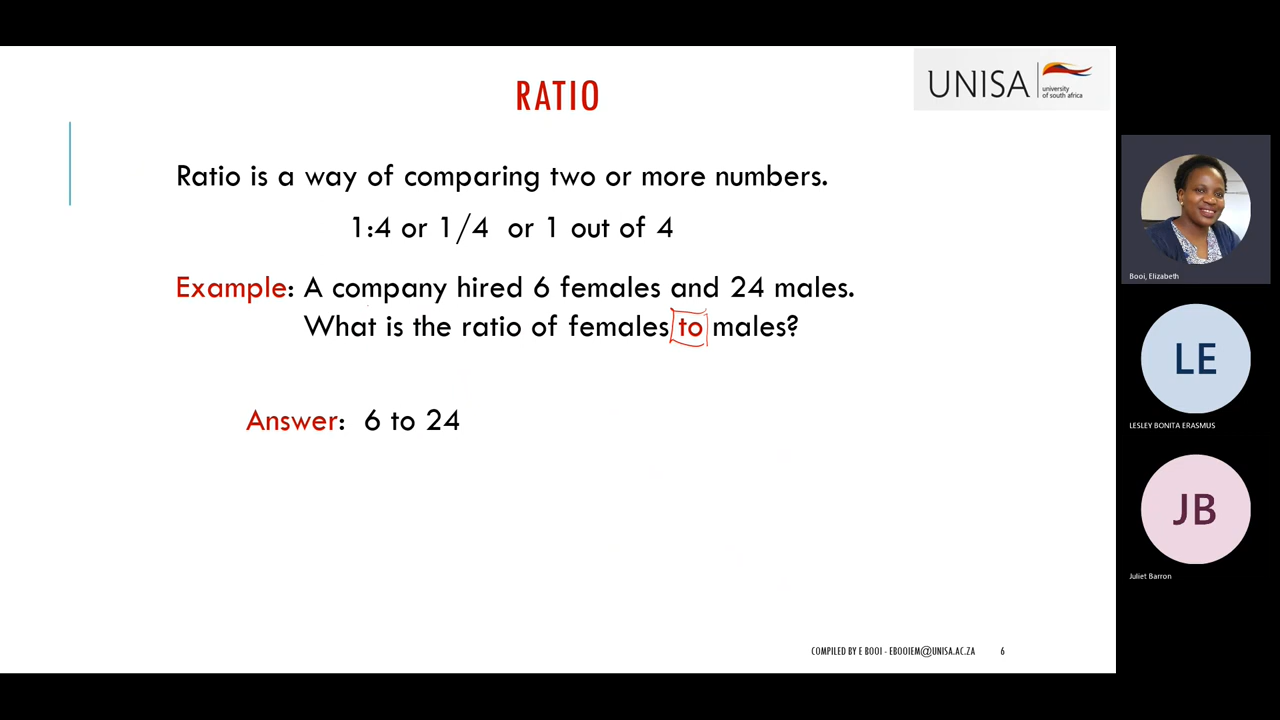 RATIO
UNISA
university
of south africa
Ratio is a way of comparing two or more numbers.
1:4 or 1/4 or 1 out of 4
Example: A company hired 6 females and 24 males.
What is the ratio of females to males?
Answer: 6 to 24
COMPILED BY E BOOI - EBOOIEM@UNISA.AC.ZA 6
Booi, Elizabeth
LE
LESLEY BONITA ERASMUS
JB
Juliet Barron